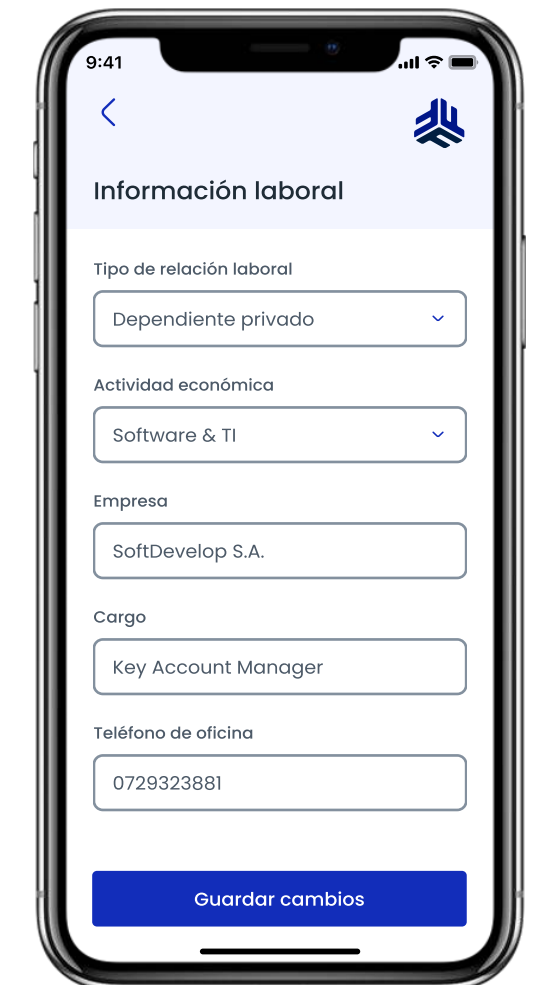 9:41
Información laboral
Tipo de relación laboral
Dependiente privado
Actividad económica
Software & TI
Empresa
SoftDevelop S.A.
Cargo
Key Account Manager
Teléfono de oficina
0729323881
Guardar cambios